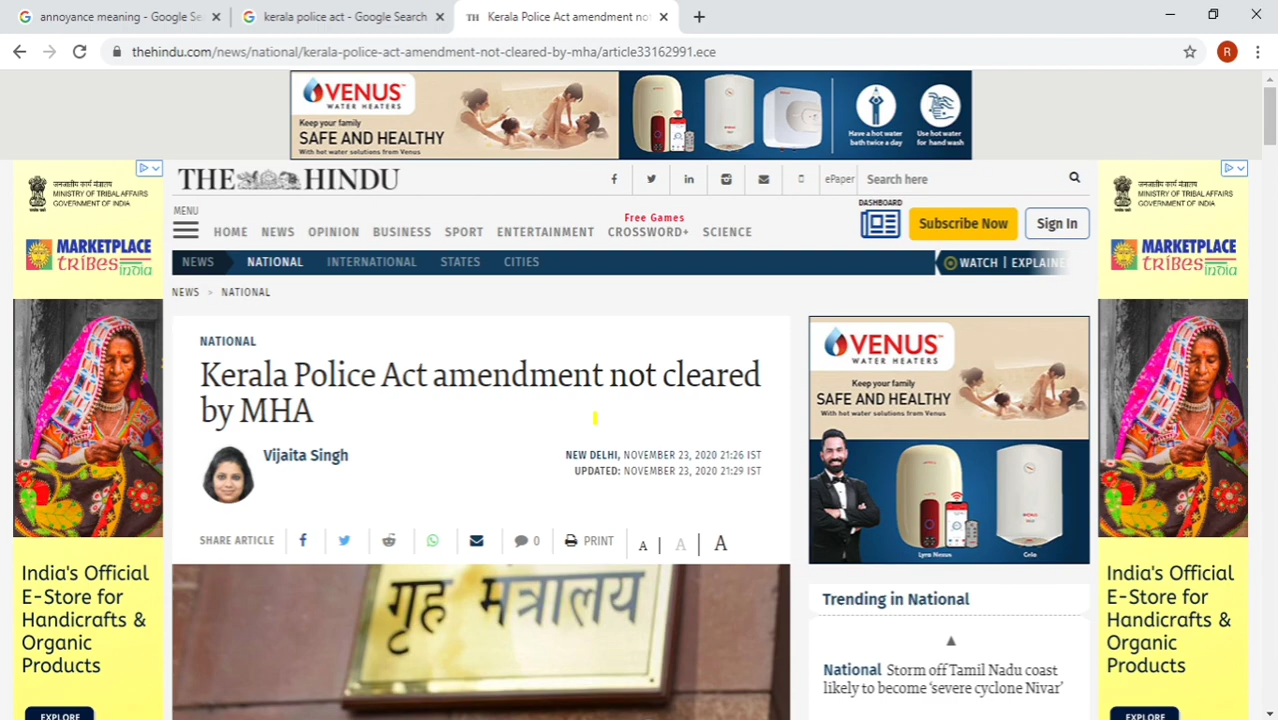 annoyance meaning - Google Se
kerala police act - Google Search
TH Kerala Police Act amendment no
thehindu.com/news/national/kerala-police-act-amendment-not-cleared-by-mha/article33162991.ece
R
VENUS
WATER HEATERS
Keep your family
SAFE AND HEALTHY
With hot water solutions from Venus
Have a hot water
bath twice a day
Use hot water
for hand wash
जनजातीय कार्य मंत्रालय
MINISTRY OF TRIBAL AFFAIRS
GOVERNMENT OF INDIA
MARKETPLACE
TRIBES India
India's Official
E-Store for
Handicrafts &
Organic
Products
EXPLORE
THE HINDU
ePaper
Search here
MENU
HOME
NEWS
OPINION
BUSINESS
SPORT
ENTERTAINMENT
Free Games
CROSSWORD+
SCIENCE
DASHBOARD
Subscribe Now
Sign In
NEWS
NATIONAL
INTERNATIONAL
STATES
CITIES
WATCH | EXPLAINE
NEWS > NATIONAL
NATIONAL
Kerala Police Act amendment not cleared
by MHA
Vijaita Singh
NEW DELHI, NOVEMBER 23, 2020 21:26 IST
UPDATED: NOVEMBER 23, 2020 21:29 IST
SHARE ARTICLE
0
PRINT
A | A | A
गृह मंत्रालय
VENUS
WATER HEATERS
Keep your family
SAFE AND HEALTHY
With hot water solutions from Venus
Lyra Nexus
Celo
Trending in National
National Storm off Tamil Nadu coast
likely to become ‘severe cyclone Nivar’
जनजातीय कार्य मंत्रालय
MINISTRY OF TRIBAL AFFAIRS
GOVERNMENT OF INDIA
MARKETPLACE
TRIBES India
India's Official
E-Store for
Handicrafts &
Organic
Products
EXPLORE